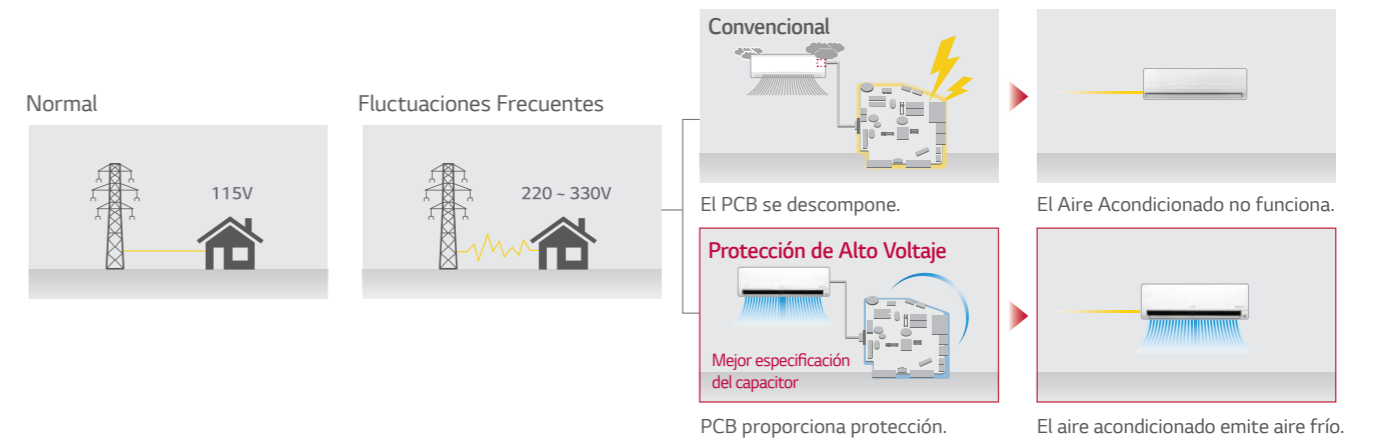 Normal
115V
Fluctuaciones Frecuentes
220 ~ 330V
Convencional
El PCB se descompone.
El Aire Acondicionado no funciona.
Protección de Alto Voltaje
Mejor especificación
del capacitor
PCB proporciona protección.
El aire acondicionado emite aire frío.